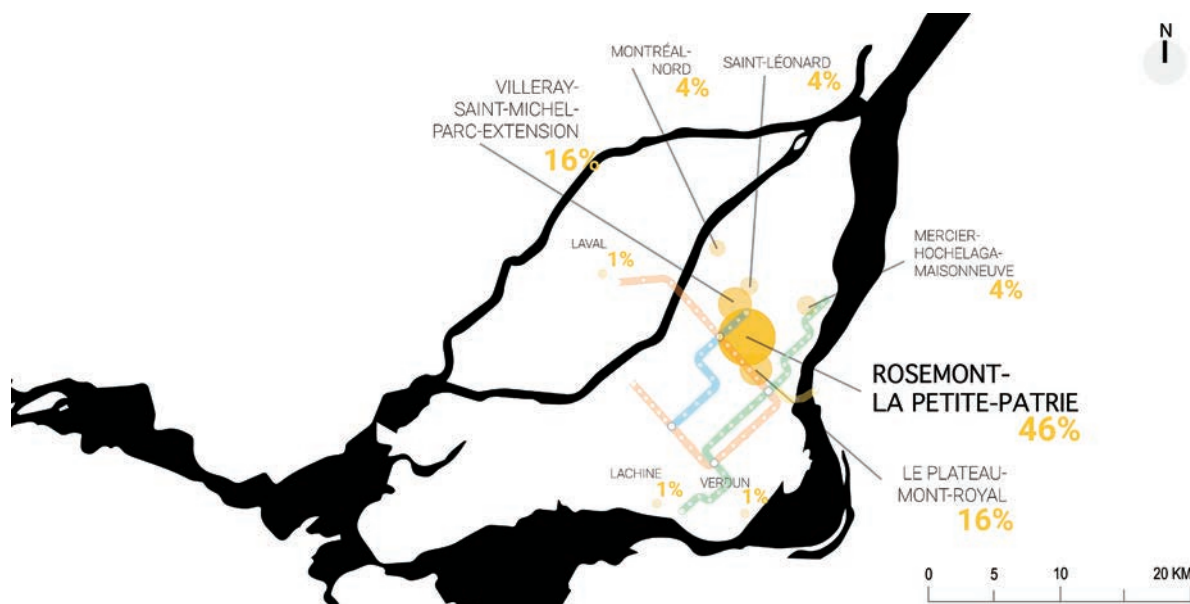 N
MONTRÉAL-
NORD
4%
SAINT-LÉONARD
4%
VILLERAY-
SAINT-MICHEL-
PARC-EXTENSION
16%
LAVAL
1%
MERCIER-
HOCHELAGA-
MAISONNEUVE
4%
ROSEMONT-
LA PETITE-PATRIE
46%
LE PLATEAU-
MONT-ROYAL
16%
LACHINE
1%
VERDUN
1%
0 5 10 20 KM